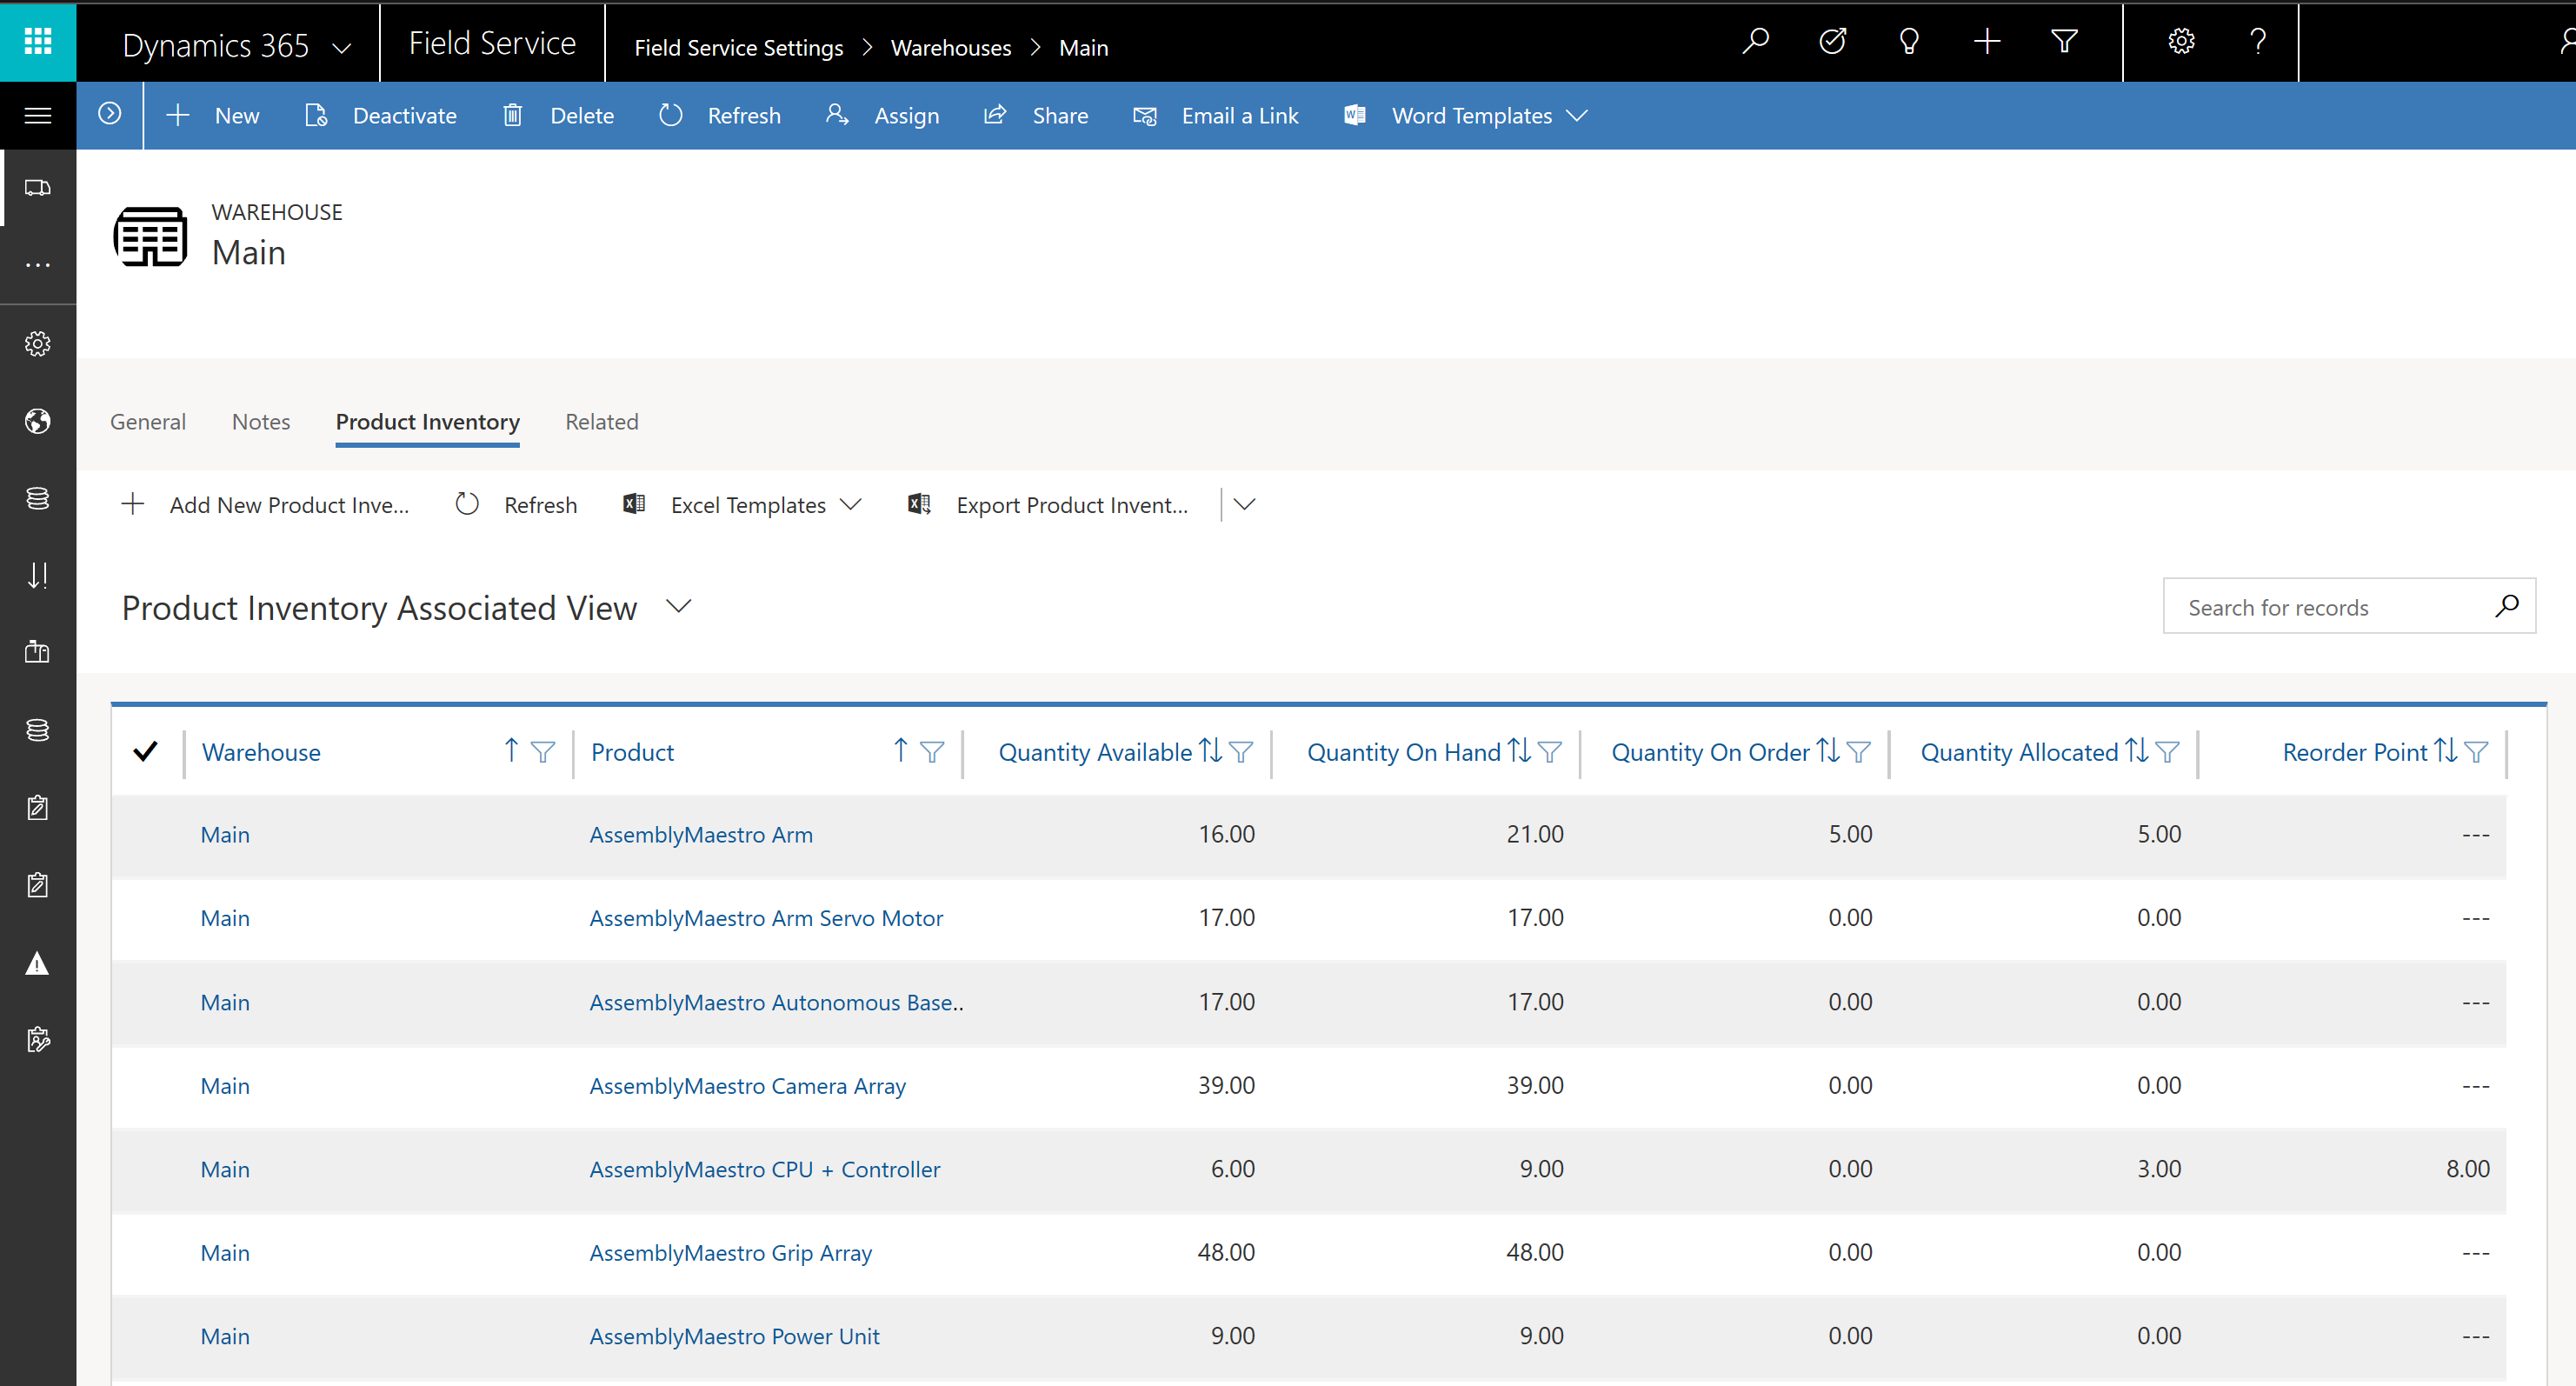 Dynamics 365 Field Service Field Service Settings > Warehouses > Main
New Deactivate Delete Refresh Assign Share Email a Link Word Templates
WAREHOUSE
Main
General Notes Product Inventory Related
Add New Product Inve... Refresh Excel Templates Export Product Invent...
Product Inventory Associated View Search for records
Warehouse Product Quantity Available Quantity On Hand Quantity On Order Quantity Allocated Reorder Point
Main AssemblyMaestro Arm 16.00 21.00 5.00 5.00 ---
Main AssemblyMaestro Arm Servo Motor 17.00 17.00 0.00 0.00 ---
Main AssemblyMaestro Autonomous Base.. 17.00 17.00 0.00 0.00 ---
Main AssemblyMaestro Camera Array 39.00 39.00 0.00 0.00 ---
Main AssemblyMaestro CPU + Controller 6.00 9.00 0.00 3.00 8.00
Main AssemblyMaestro Grip Array 48.00 48.00 0.00 0.00 ---
Main AssemblyMaestro Power Unit 9.00 9.00 0.00 0.00 ---